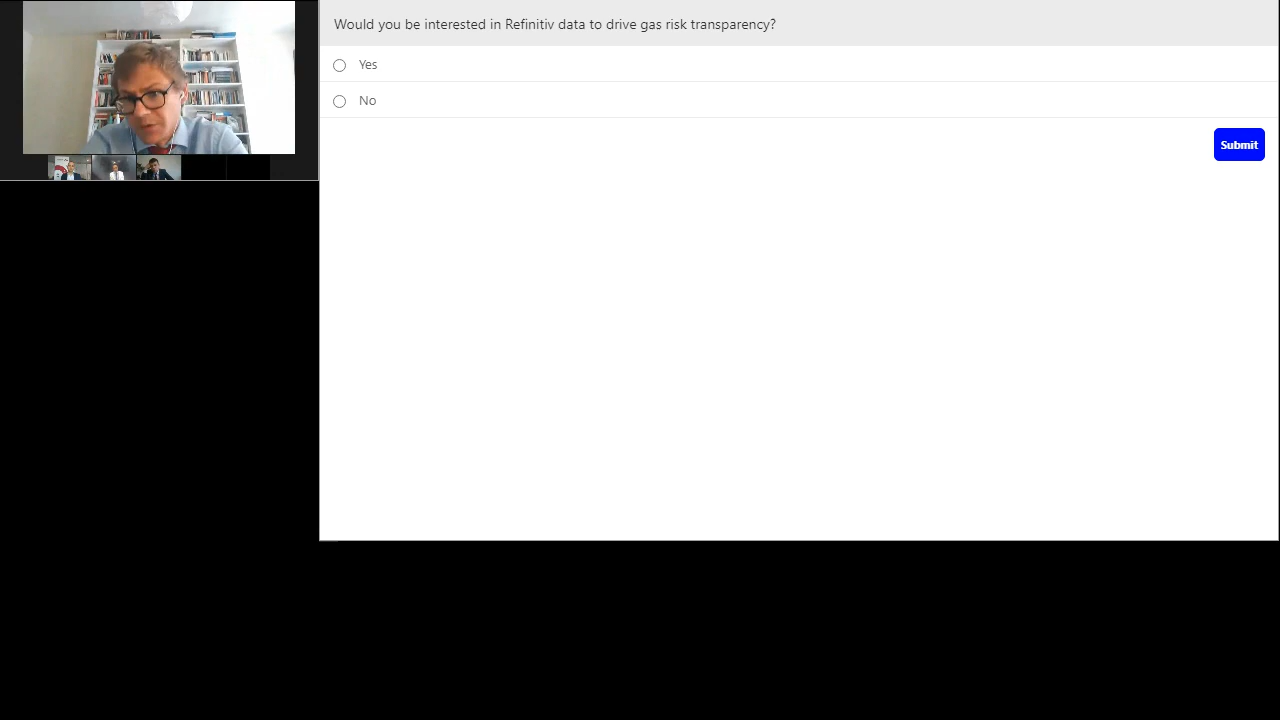 Would you be interested in Refinitiv data to drive gas risk transparency?
Yes
No
Submit